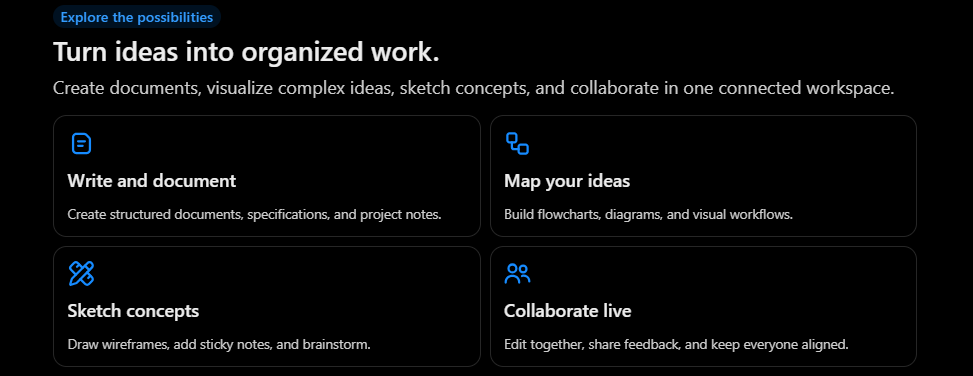 Explore the possibilities
Turn ideas into organized work.
Create documents, visualize complex ideas, sketch concepts, and collaborate in one connected workspace.
Write and document
Create structured documents, specifications, and project notes.
Map your ideas
Build flowcharts, diagrams, and visual workflows.
Sketch concepts
Draw wireframes, add sticky notes, and brainstorm.
Collaborate live
Edit together, share feedback, and keep everyone aligned.